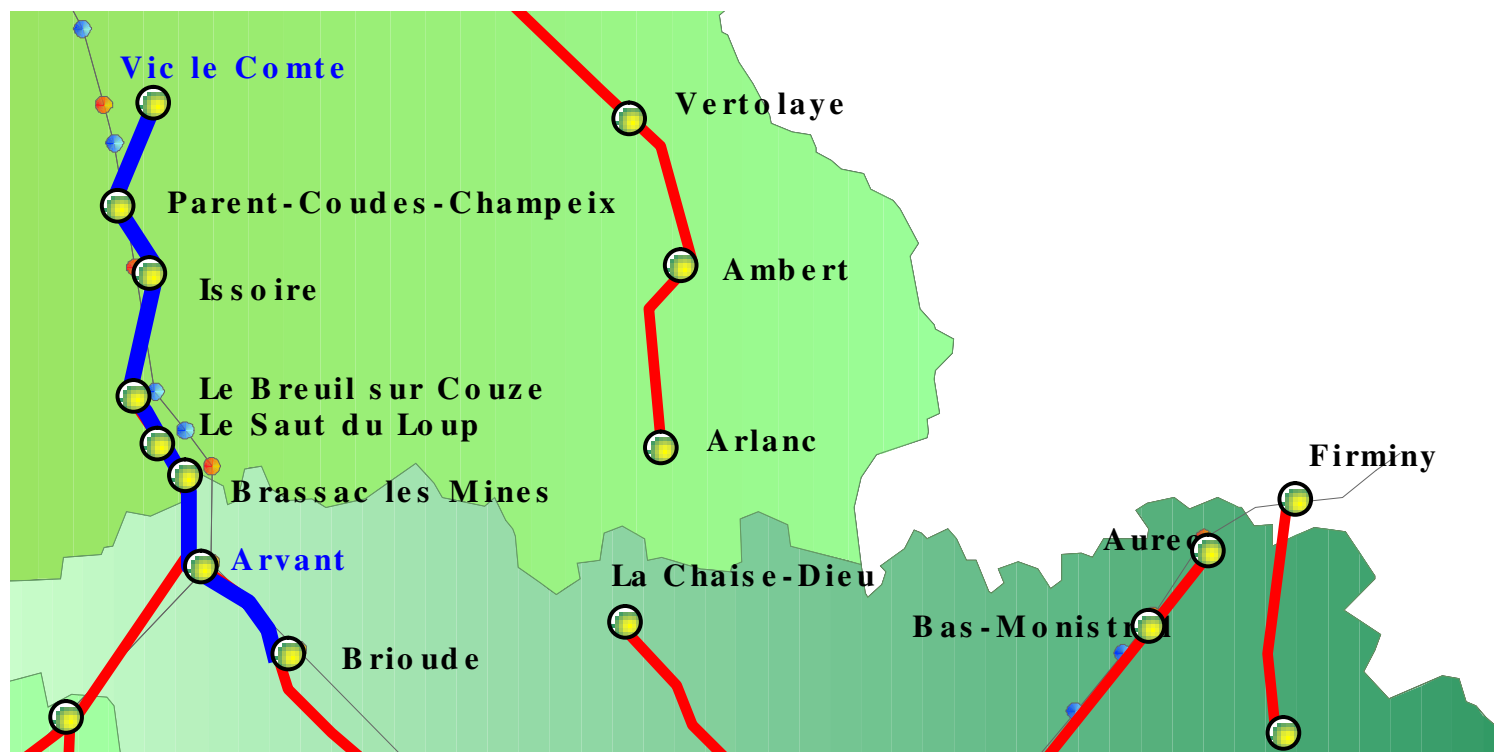 Vic le Comte
Vertolaye
Parent-Coudes-Champeix
Ambert
Issoire
Le Breuil sur Couze
Le Saut du Loup
Arlanc
Firminy
Brassac les Mines
Aurec
Arvant
La Chaise-Dieu
Bas-Monistrol
Brioude